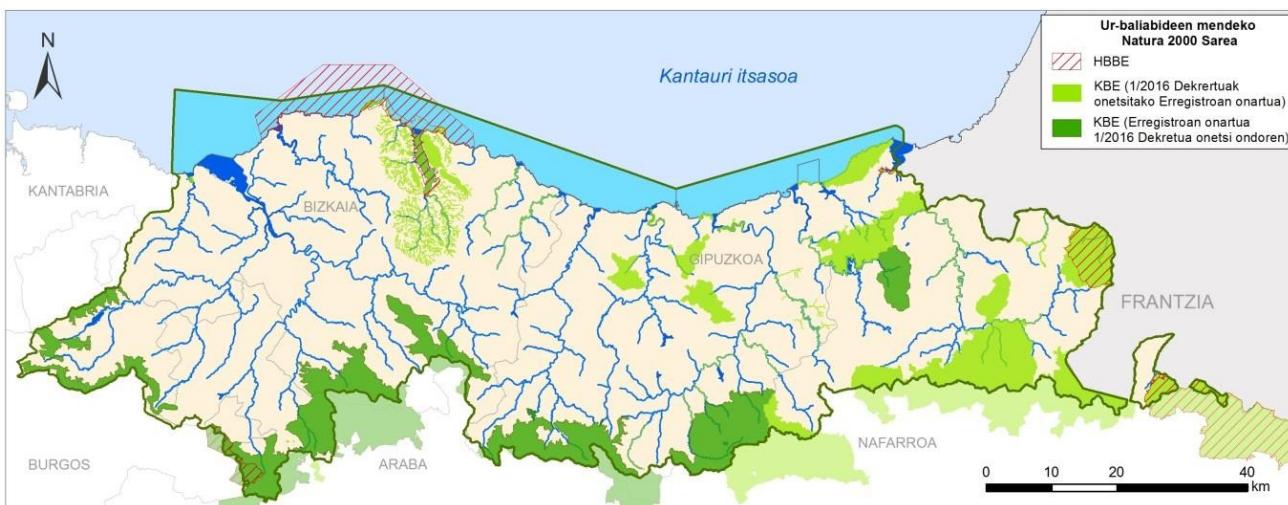 Ur-baliabideen mendeko
Natura 2000 Sarea
HBBE
KBE (1/2016 Dekrertuak
onetsitako Erregistroan onartua)
KBE (Erregistroan onartua
1/2016 Dekretua onetsi ondoren)
N
Kantauri itsasoa
KANTABRIA
BIZKAIA
GIPUZKOA
FRANTZIA
BURGOS
ARABA
NAFARROA
0 10 20 40
km